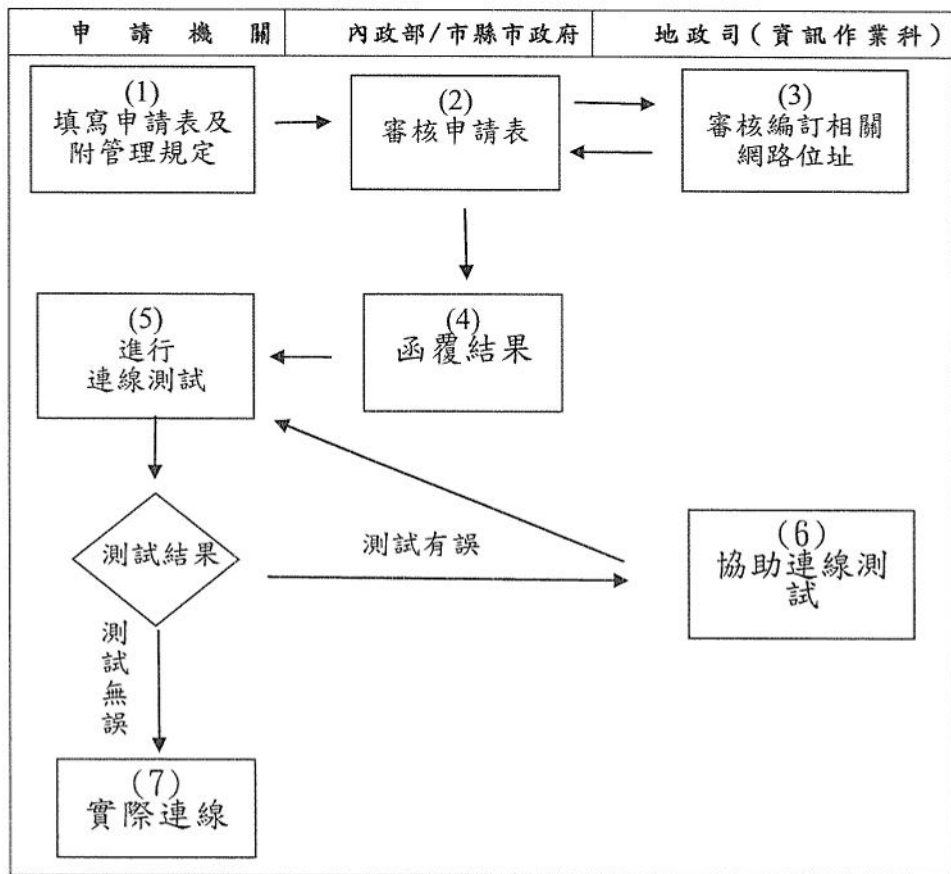 申請機關
內政部/市縣市政府
地政司(資訊作業科)
(1)
填寫申請表及
附管理規定
(2)
審核申請表
(3)
審核編訂相關
網路位址
(4)
函覆結果
(5)
進行
連線測試
測試結果
測試有誤
(6)
協助連線測
試
測
試
無
誤
(7)
實際連線